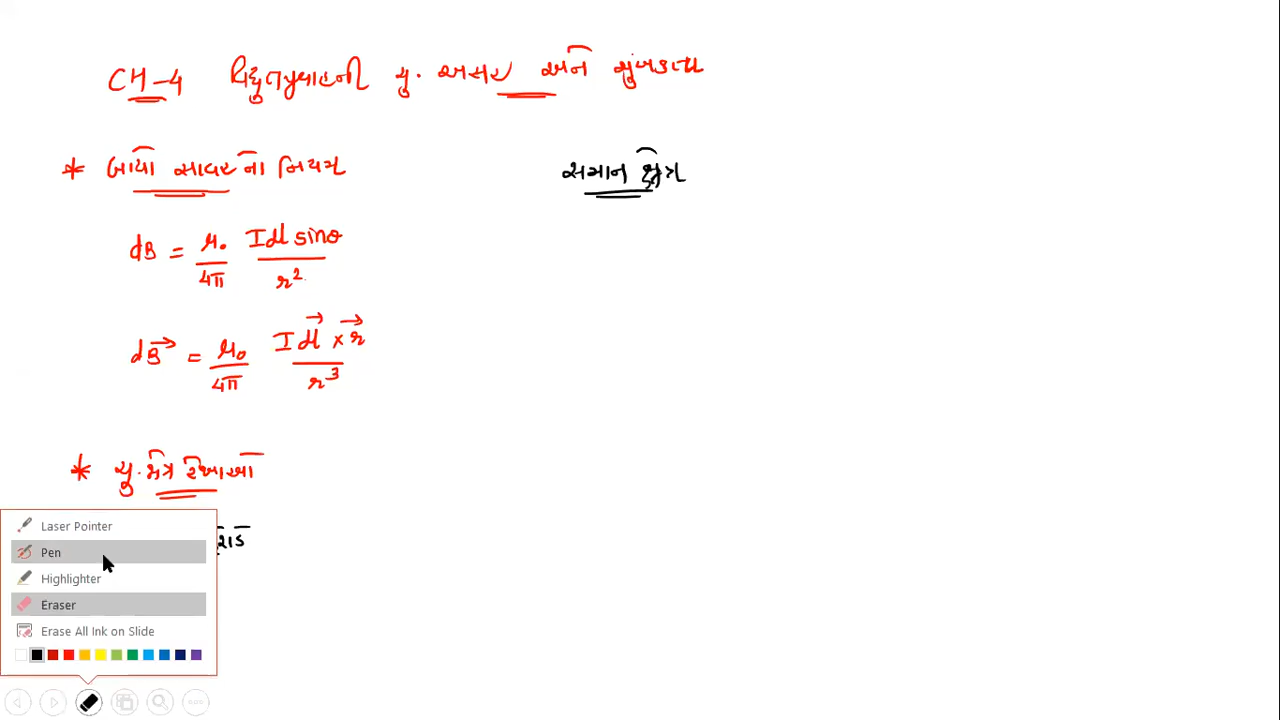 CH-4 વિદ્યુતપ્રવાહની ચુ. અસર અને ચુંબકત્વ
* બાયો સાવરનો નિયમ
સમાન ક્ષેત્ર
dB = μ₀/4π Idl sinθ/r²
dB⃗ = μ₀/4π Idl⃗ × r⃗/r³
* ચુ. ક્ષેત્ર રેખાઓ
Laser Pointer
Pen
Highlighter
Eraser
Erase All Ink on Slide